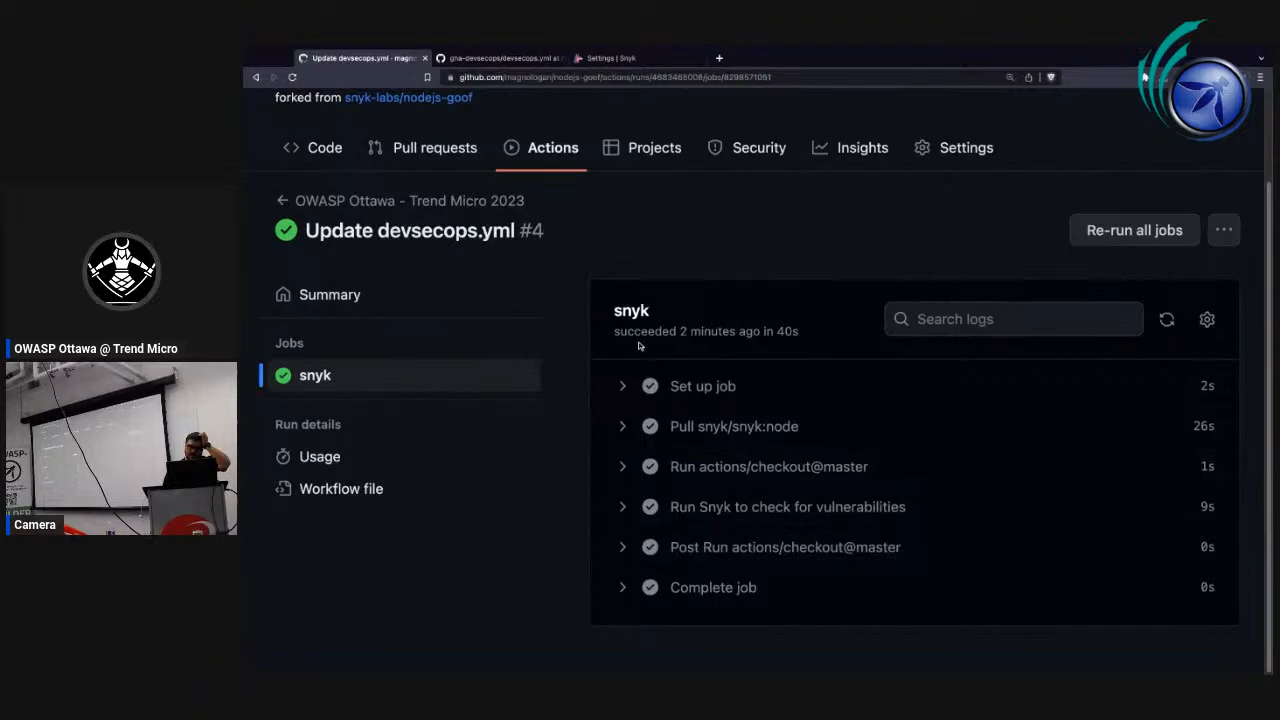 Update devsecops.yml - magno
gha-devsecops/devsecops.yml at
Settings | Snyk
github.com/magnologan/nodejs-goof/actions/runs/4683465008/jobs/8298571051
forked from snyk-labs/nodejs-goof
Code
Pull requests
Actions
Projects
Security
Insights
Settings
OWASP Ottawa - Trend Micro 2023
Update devsecops.yml #4
Re-run all jobs
Summary
Jobs
snyk
Run details
Usage
Workflow file
snyk
succeeded 2 minutes ago in 40s
Search logs
Set up job 2s
Pull snyk/snyk:node 26s
Run actions/checkout@master 1s
Run Snyk to check for vulnerabilities 9s
Post Run actions/checkout@master 0s
Complete job 0s
OWASP Ottawa @ Trend Micro
Camera